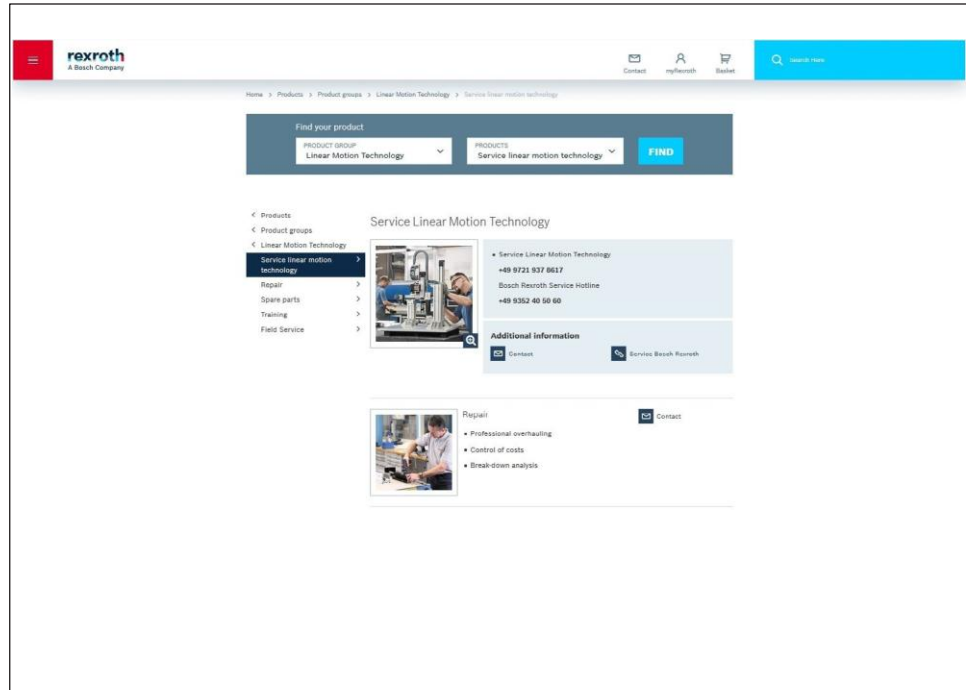 rexroth
A Bosch Company
Contact
myRexroth
Basket
Search Here
Home > Products > Product groups > Linear Motion Technology > Service linear motion technology
Find your product
PRODUCT GROUP
Linear Motion Technology
PRODUCTS
Service linear motion technology
FIND
< Products
< Product groups
< Linear Motion Technology
Service linear motion >
technology
Repair >
Spare parts >
Training >
Field Service >
Service Linear Motion Technology
• Service Linear Motion Technology
+49 9721 937 8617
Bosch Rexroth Service Hotline
+49 9352 40 50 60
Additional information
Contact
Service Bosch Rexroth
Repair
• Professional overhauling
• Control of costs
• Break-down analysis
Contact